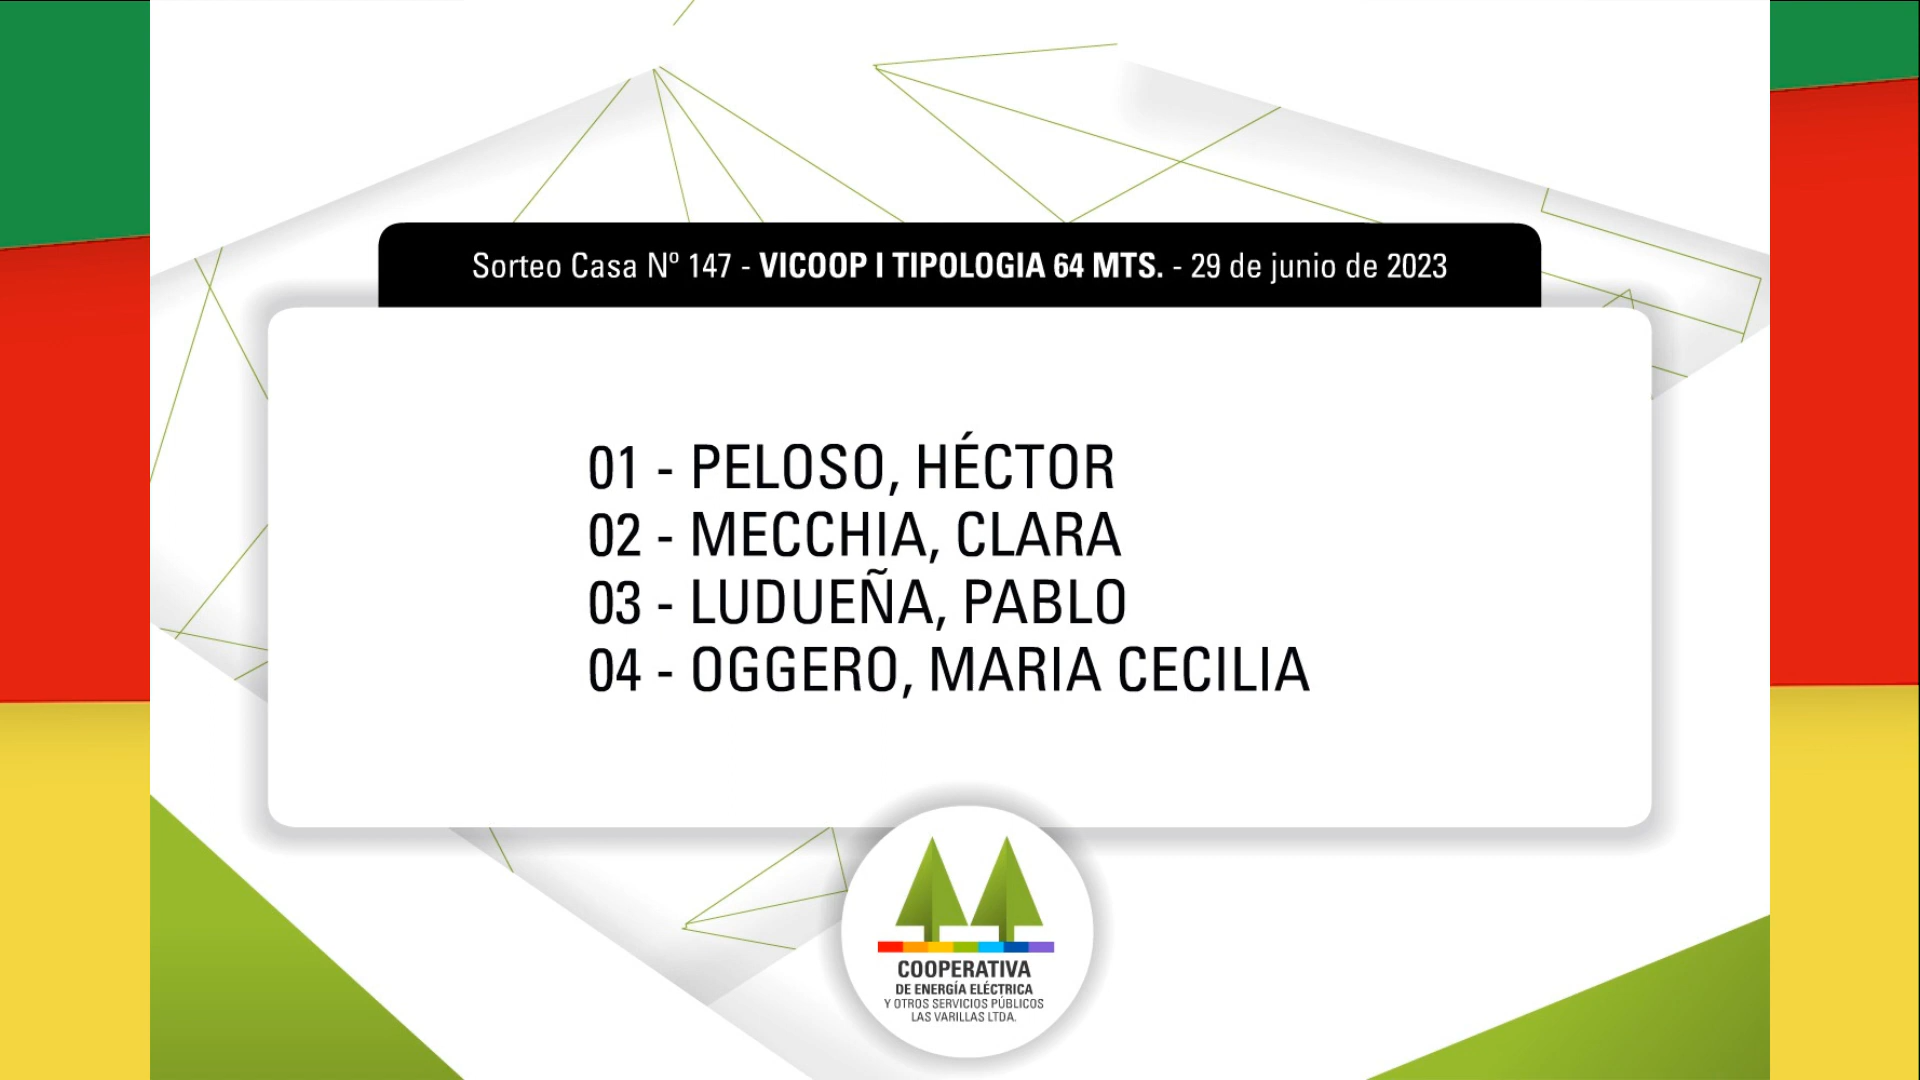 Sorteo Casa Nº 147 - VICOOP I TIPOLOGIA 64 MTS. - 29 de junio de 2023
01 - PELOSO, HÉCTOR
02 - MECCHIA, CLARA
03 - LUDUEÑA, PABLO
04 - OGGERO, MARIA CECILIA
COOPERATIVA
DE ENERGÍA ELÉCTRICA
Y OTROS SERVICIOS PÚBLICOS
LAS VARILLAS LTDA.